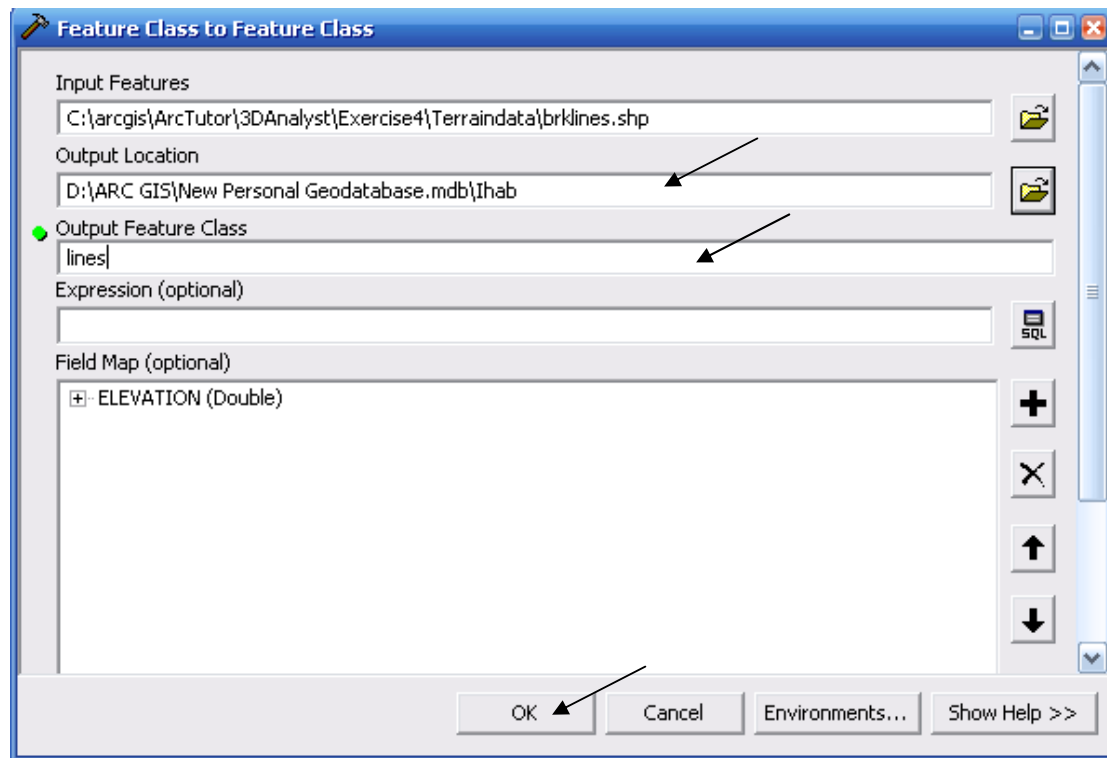 Feature Class to Feature Class
Input Features
C:\arcgis\ArcTutor\3DAnalyst\Exercise4\Terraindata\brklines.shp
Output Location
D:\ARC GIS\New Personal Geodatabase.mdb\Ihab
Output Feature Class
lines
Expression (optional)
SQL
Field Map (optional)
ELEVATION (Double)
OK Cancel Environments... Show Help >>